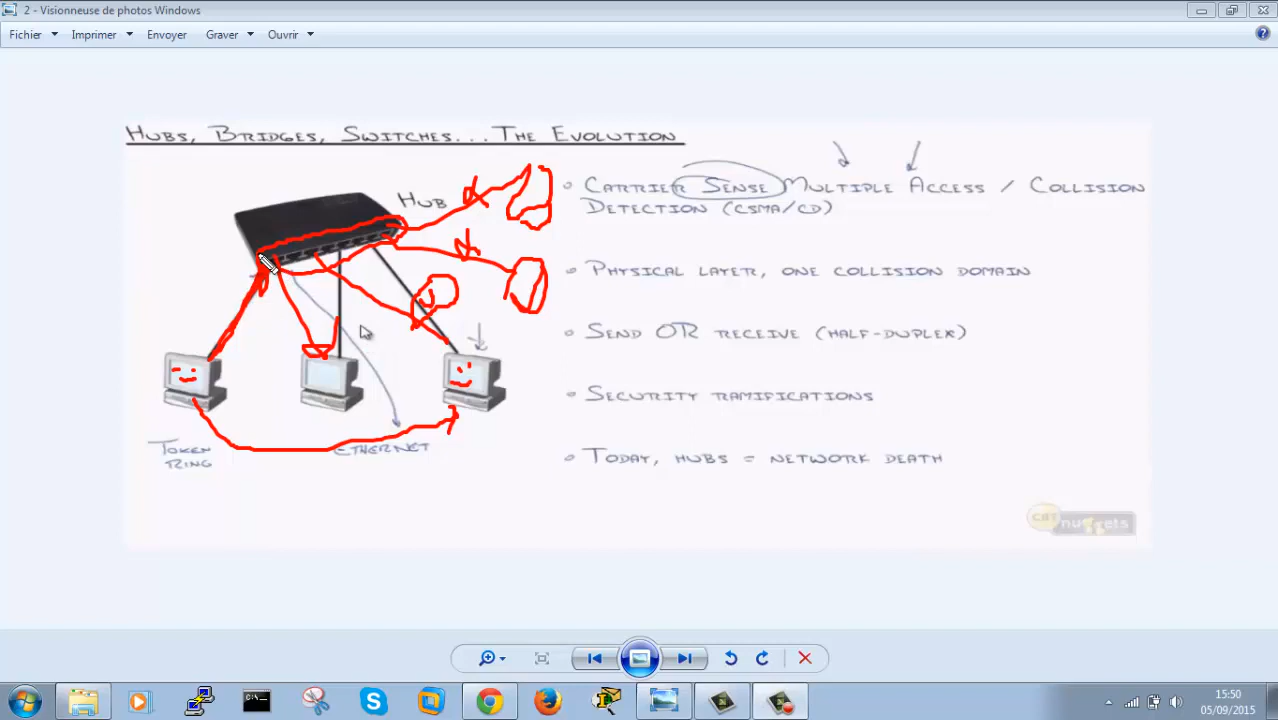 2 - Visionneuse de photos Windows
Fichier Imprimer Envoyer Graver Ouvrir
HUBS, BRIDGES, SWITCHES...THE EVOLUTION
HUB
CARRIER SENSE MULTIPLE ACCESS / COLLISION
DETECTION (CSMA/CD)
PHYSICAL LAYER, ONE COLLISION DOMAIN
SEND OR RECEIVE (HALF-DUPLEX)
SECURITY RAMIFICATIONS
TODAY, HUBS = NETWORK DEATH
TOKEN
RING
ETHERNET
CBT nuggets
15:50
05/09/2015